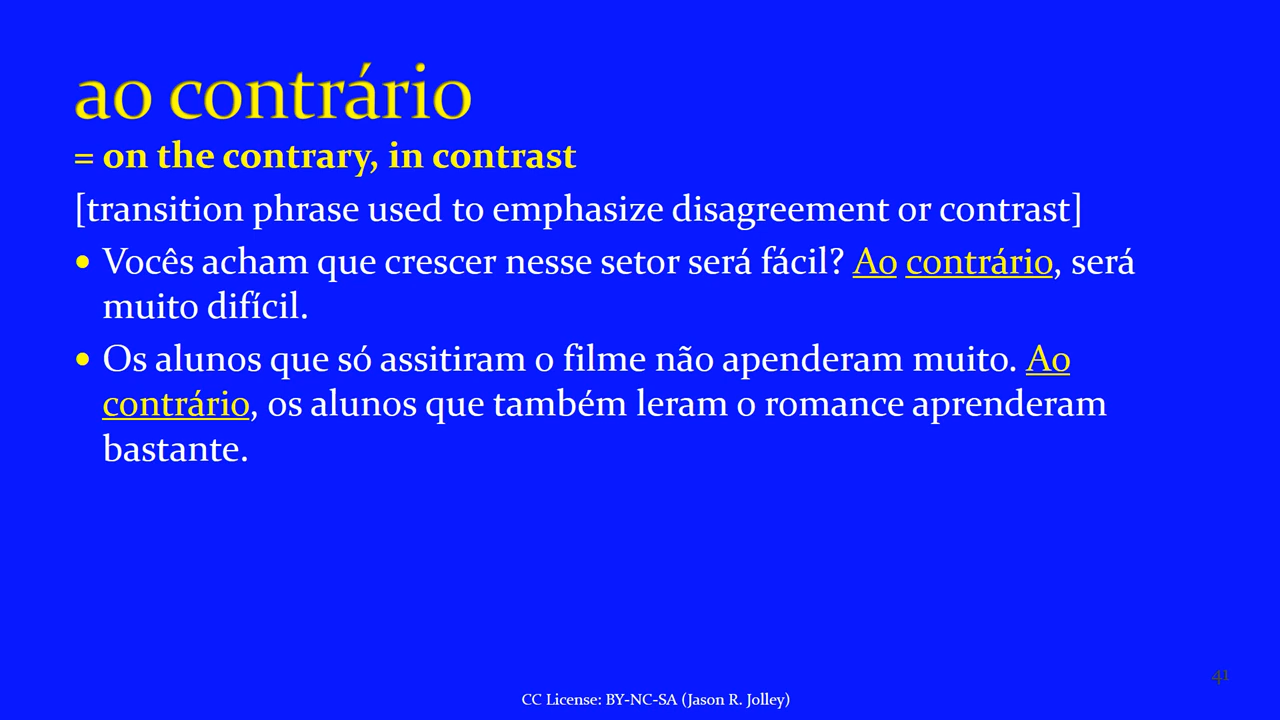 ao contrário
= on the contrary, in contrast
[transition phrase used to emphasize disagreement or contrast]
• Vocês acham que crescer nesse setor será fácil? Ao contrário, será
muito difícil.
• Os alunos que só assitiram o filme não apenderam muito. Ao
contrário, os alunos que também leram o romance aprenderam
bastante.
41
CC License: BY-NC-SA (Jason R. Jolley)